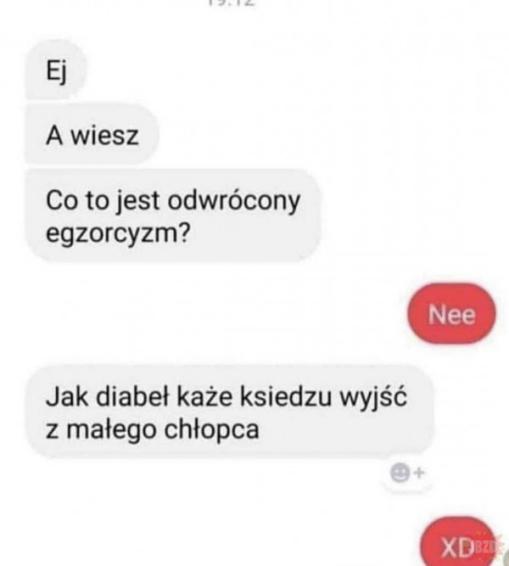 Ej
A wiesz
Co to jest odwrócony
egzorcyzm?
Nee
Jak diabeł każe ksiedzu wyjść
z małego chłopca
XD